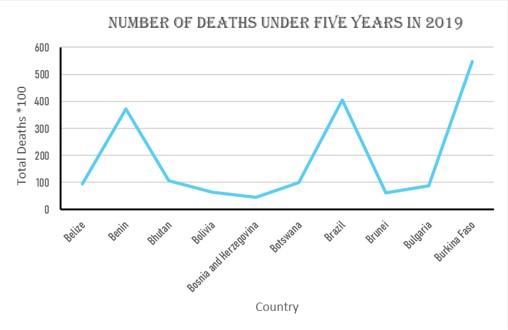 NUMBER OF DEATHS UNDER FIVE YEARS IN 2019
Total Deaths *100
600
500
400
300
200
100
0
Belize
Benin
Bhutan
Bolivia
Bosnia and Herzegovina
Botswana
Brazil
Brunei
Bulgaria
Burkina Faso
Country